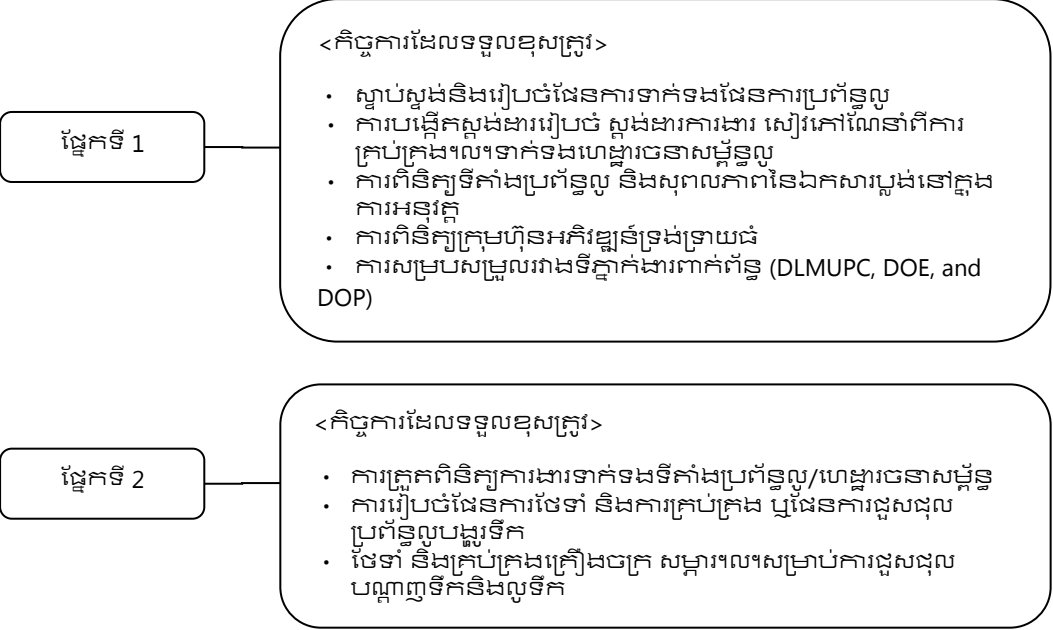 ផ្នែកទី 1
<កិច្ចការដែលទទួលខុសត្រូវ>
・ ស្ទាប់ស្ទង់និងរៀបចំផែនការទាក់ទងផែនការប្រព័ន្ធលូ
・ ការបង្កើតស្តង់ដាររៀបចំ ស្តង់ដារការងារ សៀវភៅណែនាំពីការ
គ្រប់គ្រង។ល។ទាក់ទងហេដ្ឋារចនាសម្ព័ន្ធលូ
・ ការពិនិត្យទីតាំងប្រព័ន្ធលូ និងសុពលភាពនៃឯកសារប្លង់នៅក្នុង
ការអនុវត្ត
・ ការពិនិត្យក្រុមហ៊ុនអភិវឌ្ឍន៍ទ្រង់ទ្រាយធំ
・ ការសម្របសម្រួលរវាងទីភ្នាក់ងារពាក់ព័ន្ធ (DLMUPC, DOE, and
DOP)
ផ្នែកទី 2
<កិច្ចការដែលទទួលខុសត្រូវ>
・ ការត្រួតពិនិត្យការងារទាក់ទងទីតាំងប្រព័ន្ធលូ/ហេដ្ឋារចនាសម្ព័ន្ធ
・ ការរៀបចំផែនការថែទាំ និងការគ្រប់គ្រង ឬផែនការជួសជុល
ប្រព័ន្ធលូបង្ហូរទឹក
・ ថែទាំ និងគ្រប់គ្រងគ្រឿងចក្រ សម្ភារ។ល។សម្រាប់ការជួសជុល
បណ្តាញទឹកនិងលូទឹក